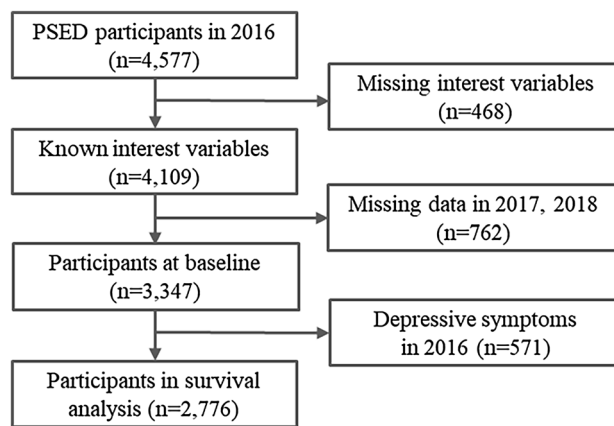 PSED participants in 2016
(n=4,577)
Missing interest variables
(n=468)
Known interest variables
(n=4,109)
Missing data in 2017, 2018
(n=762)
Participants at baseline
(n=3,347)
Depressive symptoms
in 2016 (n=571)
Participants in survival
analysis (n=2,776)